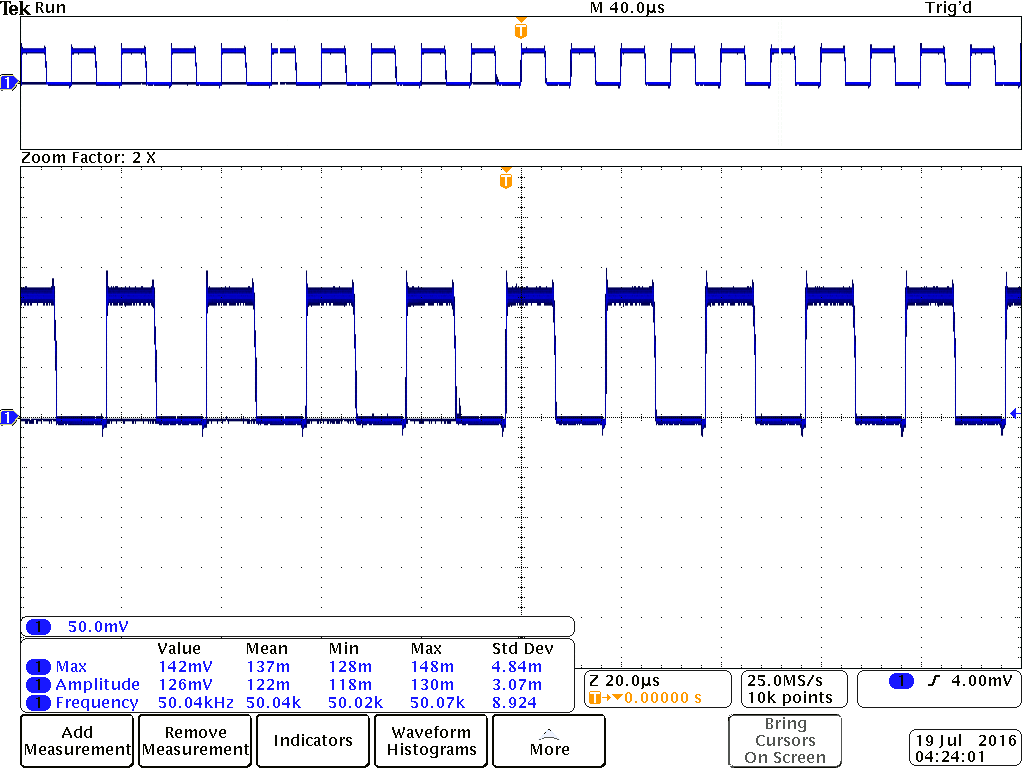 Tek Run M 40.0µs Trig'd
T
1
Zoom Factor: 2 X
T
1
1 50.0mV
Value Mean Min Max Std Dev
1 Max 142mV 137m 128m 148m 4.84m
1 Amplitude 126mV 122m 118m 130m 3.07m
1 Frequency 50.04kHz 50.04k 50.02k 50.07k 8.924
Z 20.0µs
T→▼0.00000 s
25.0MS/s
10k points
1 4.00mV
Add
Measurement
Remove
Measurement
Indicators
Waveform
Histograms
More
Bring
Cursors
On Screen
19 Jul 2016
04:24:01